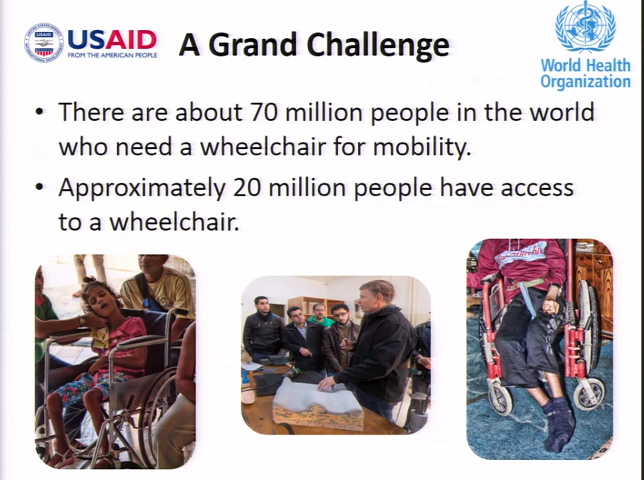 USAID
FROM THE AMERICAN PEOPLE
A Grand Challenge
World Health
Organization
• There are about 70 million people in the world
who need a wheelchair for mobility.
• Approximately 20 million people have access
to a wheelchair.